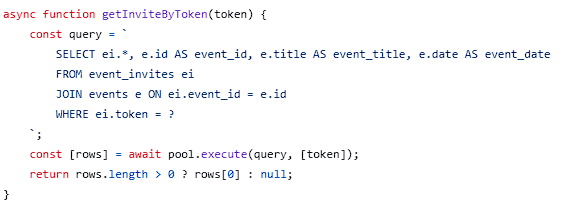 async function getInviteByToken(token) {
    const query = `
        SELECT ei.*, e.id AS event_id, e.title AS event_title, e.date AS event_date
        FROM event_invites ei
        JOIN events e ON ei.event_id = e.id
        WHERE ei.token = ?
    `;
    const [rows] = await pool.execute(query, [token]);
    return rows.length > 0 ? rows[0] : null;
}